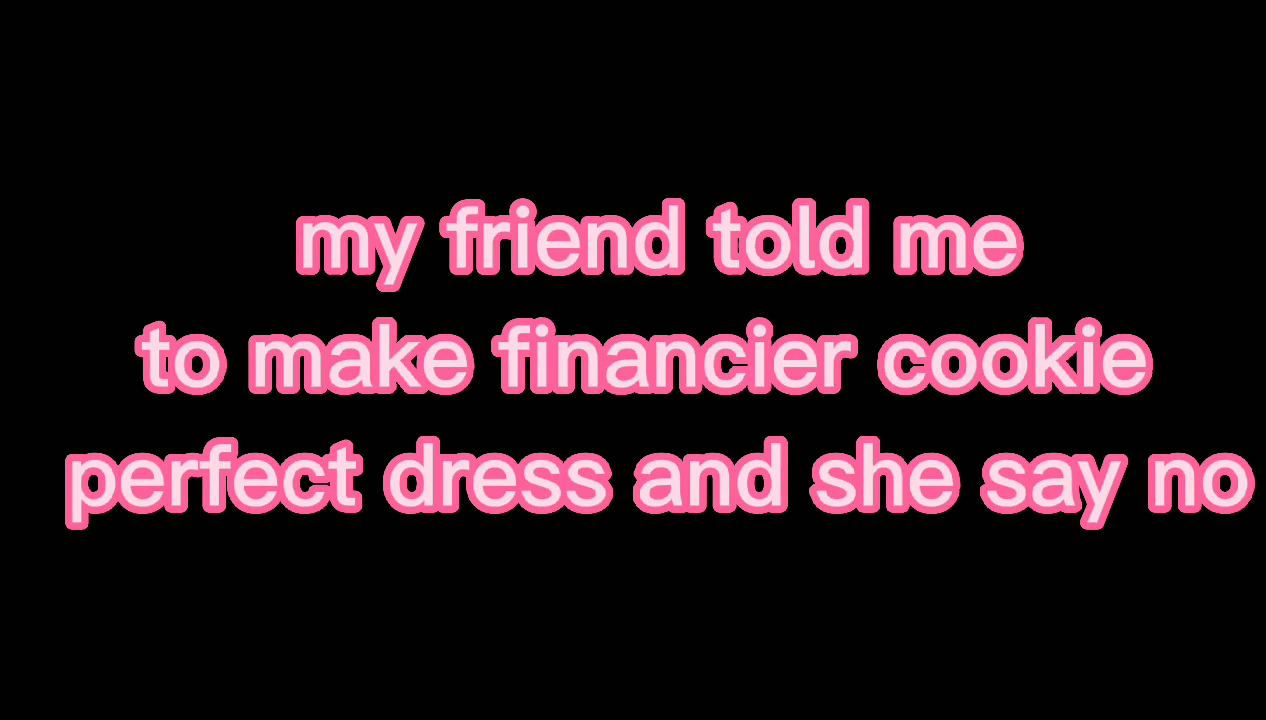 my friend told me
to make financier cookie
perfect dress and she say no